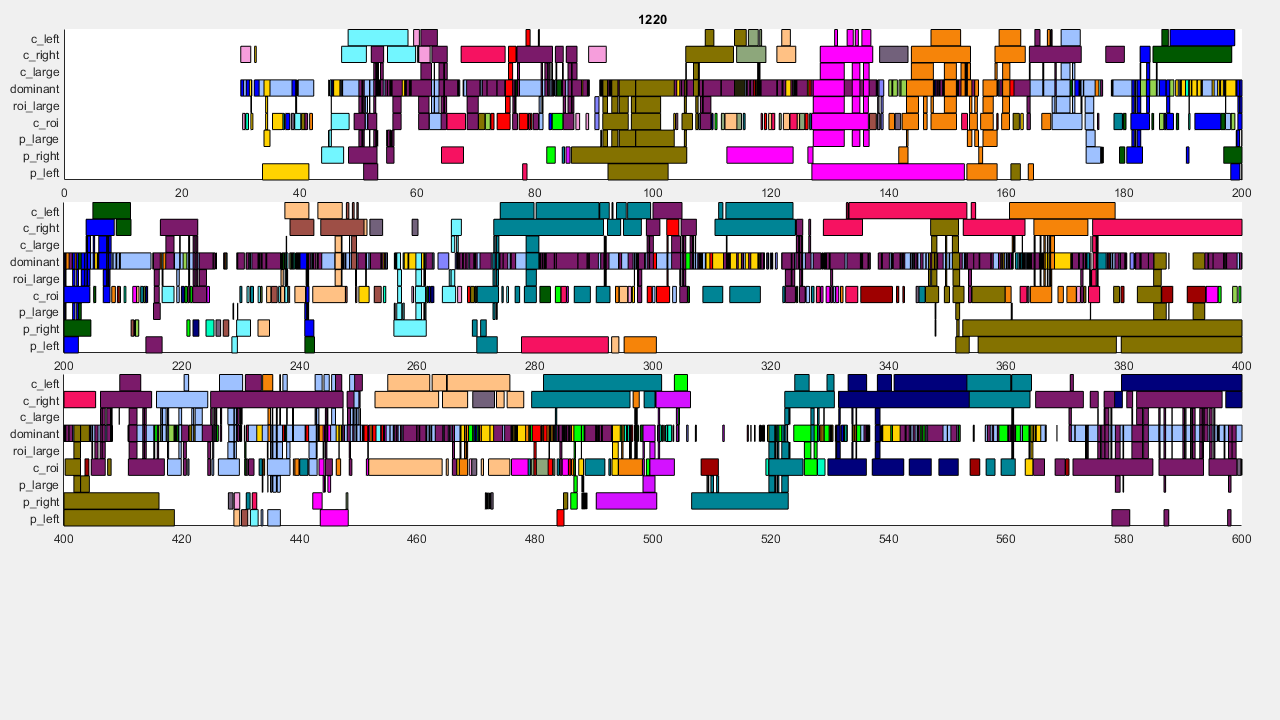 1220
c_left
c_right
c_large
dominant
roi_large
c_roi
p_large
p_right
p_left
0 20 40 60 80 100 120 140 160 180 200
c_left
c_right
c_large
dominant
roi_large
c_roi
p_large
p_right
p_left
200 220 240 260 280 300 320 340 360 380 400
c_left
c_right
c_large
dominant
roi_large
c_roi
p_large
p_right
p_left
400 420 440 460 480 500 520 540 560 580 600